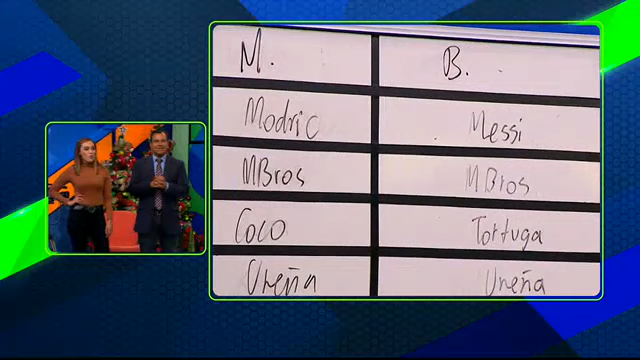 M. B.
Modric Messi
MBros MBros
Coco Tortuga
Ureña Ureña